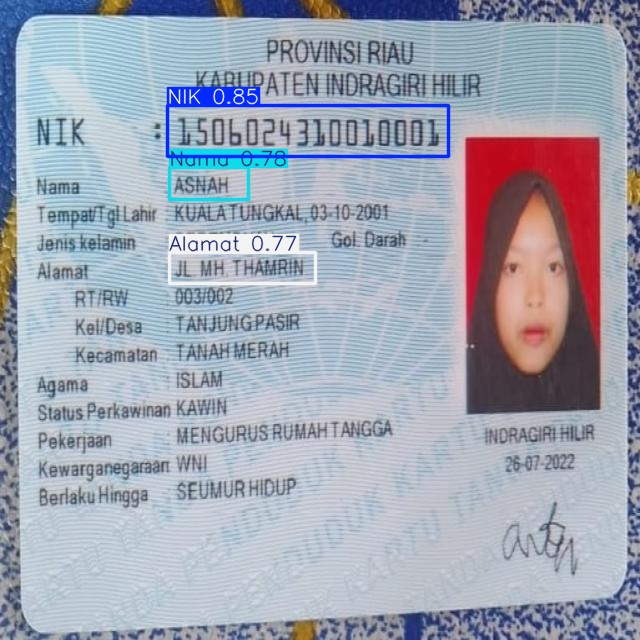 PROVINSI RIAU
KABUPATEN INDRAGIRI HILIR
NIK 0.85
NIK : 1506024310010001
Nama 0.78
Nama ASNAH
Tempat/Tgl Lahir KUALA TUNGKAL, 03-10-2001
Jenis kelamin Gol. Darah -
Alamat 0.77
Alamat JL. MH. THAMRIN
RT/RW 003/002
Kel/Desa TANJUNG PASIR
Kecamatan TANAH MERAH
Agama ISLAM
Status Perkawinan KAWIN
Pekerjaan MENGURUS RUMAH TANGGA
Kewarganegaraan WNI
Berlaku Hingga SEUMUR HIDUP
INDRAGIRI HILIR
26-07-2022